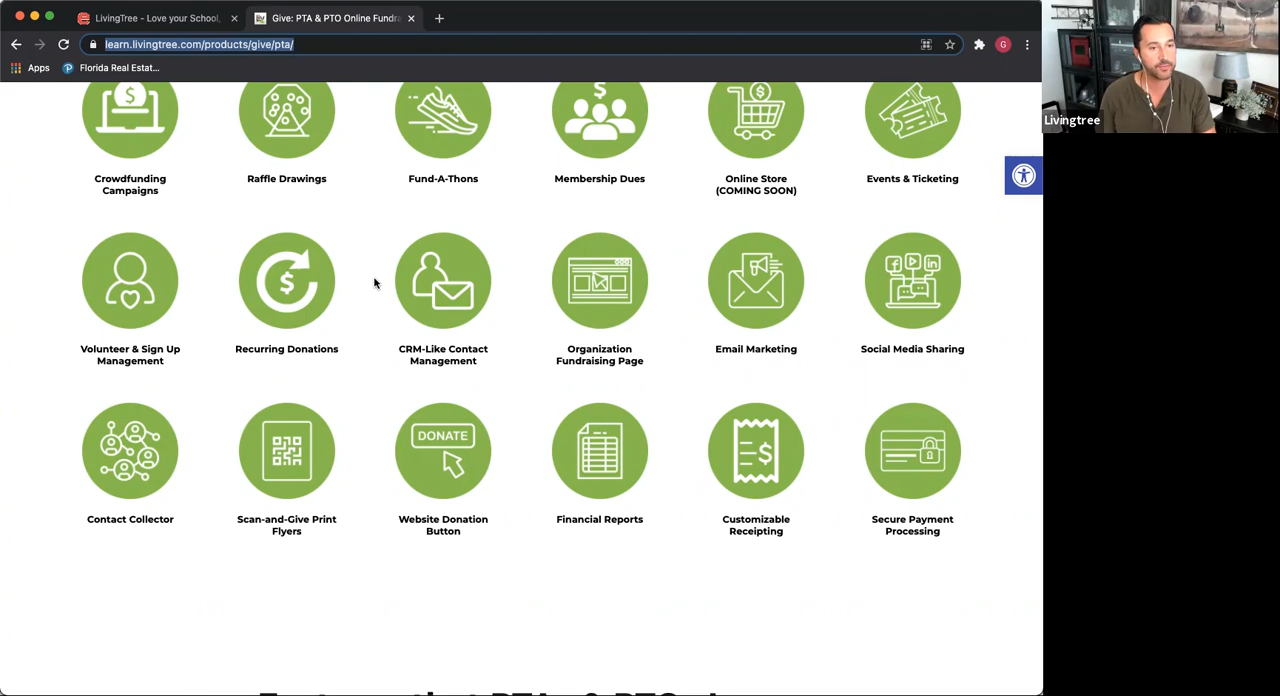 LivingTree - Love your School,
Give: PTA & PTO Online Fundra
learn.livingtree.com/products/give/pta/
G
Apps
Florida Real Estat...
Livingtree
Crowdfunding
Campaigns
Raffle Drawings
Fund-A-Thons
Membership Dues
Online Store
(COMING SOON)
Events & Ticketing
Volunteer & Sign Up
Management
Recurring Donations
CRM-Like Contact
Management
Organization
Fundraising Page
Email Marketing
Social Media Sharing
DONATE
Contact Collector
Scan-and-Give Print
Flyers
Website Donation
Button
Financial Reports
Customizable
Receipting
Secure Payment
Processing